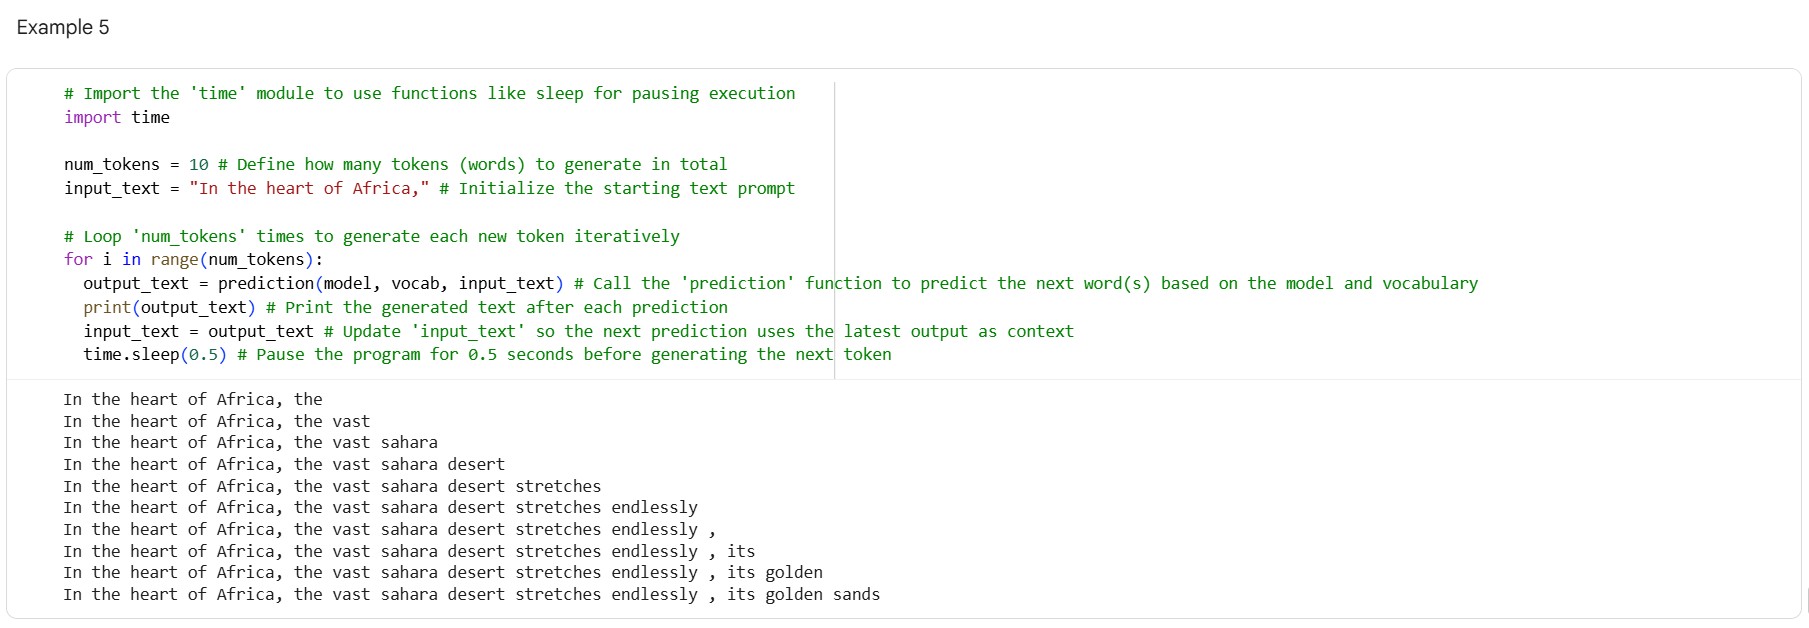 Example 5
# Import the 'time' module to use functions like sleep for pausing execution
import time
num_tokens = 10 # Define how many tokens (words) to generate in total
input_text = "In the heart of Africa," # Initialize the starting text prompt
# Loop 'num_tokens' times to generate each new token iteratively
for i in range(num_tokens):
  output_text = prediction(model, vocab, input_text) # Call the 'prediction' function to predict the next word(s) based on the model and vocabulary
  print(output_text) # Print the generated text after each prediction
  input_text = output_text # Update 'input_text' so the next prediction uses the latest output as context
  time.sleep(0.5) # Pause the program for 0.5 seconds before generating the next token
In the heart of Africa, the
In the heart of Africa, the vast
In the heart of Africa, the vast sahara
In the heart of Africa, the vast sahara desert
In the heart of Africa, the vast sahara desert stretches
In the heart of Africa, the vast sahara desert stretches endlessly
In the heart of Africa, the vast sahara desert stretches endlessly ,
In the heart of Africa, the vast sahara desert stretches endlessly , its
In the heart of Africa, the vast sahara desert stretches endlessly , its golden
In the heart of Africa, the vast sahara desert stretches endlessly , its golden sands